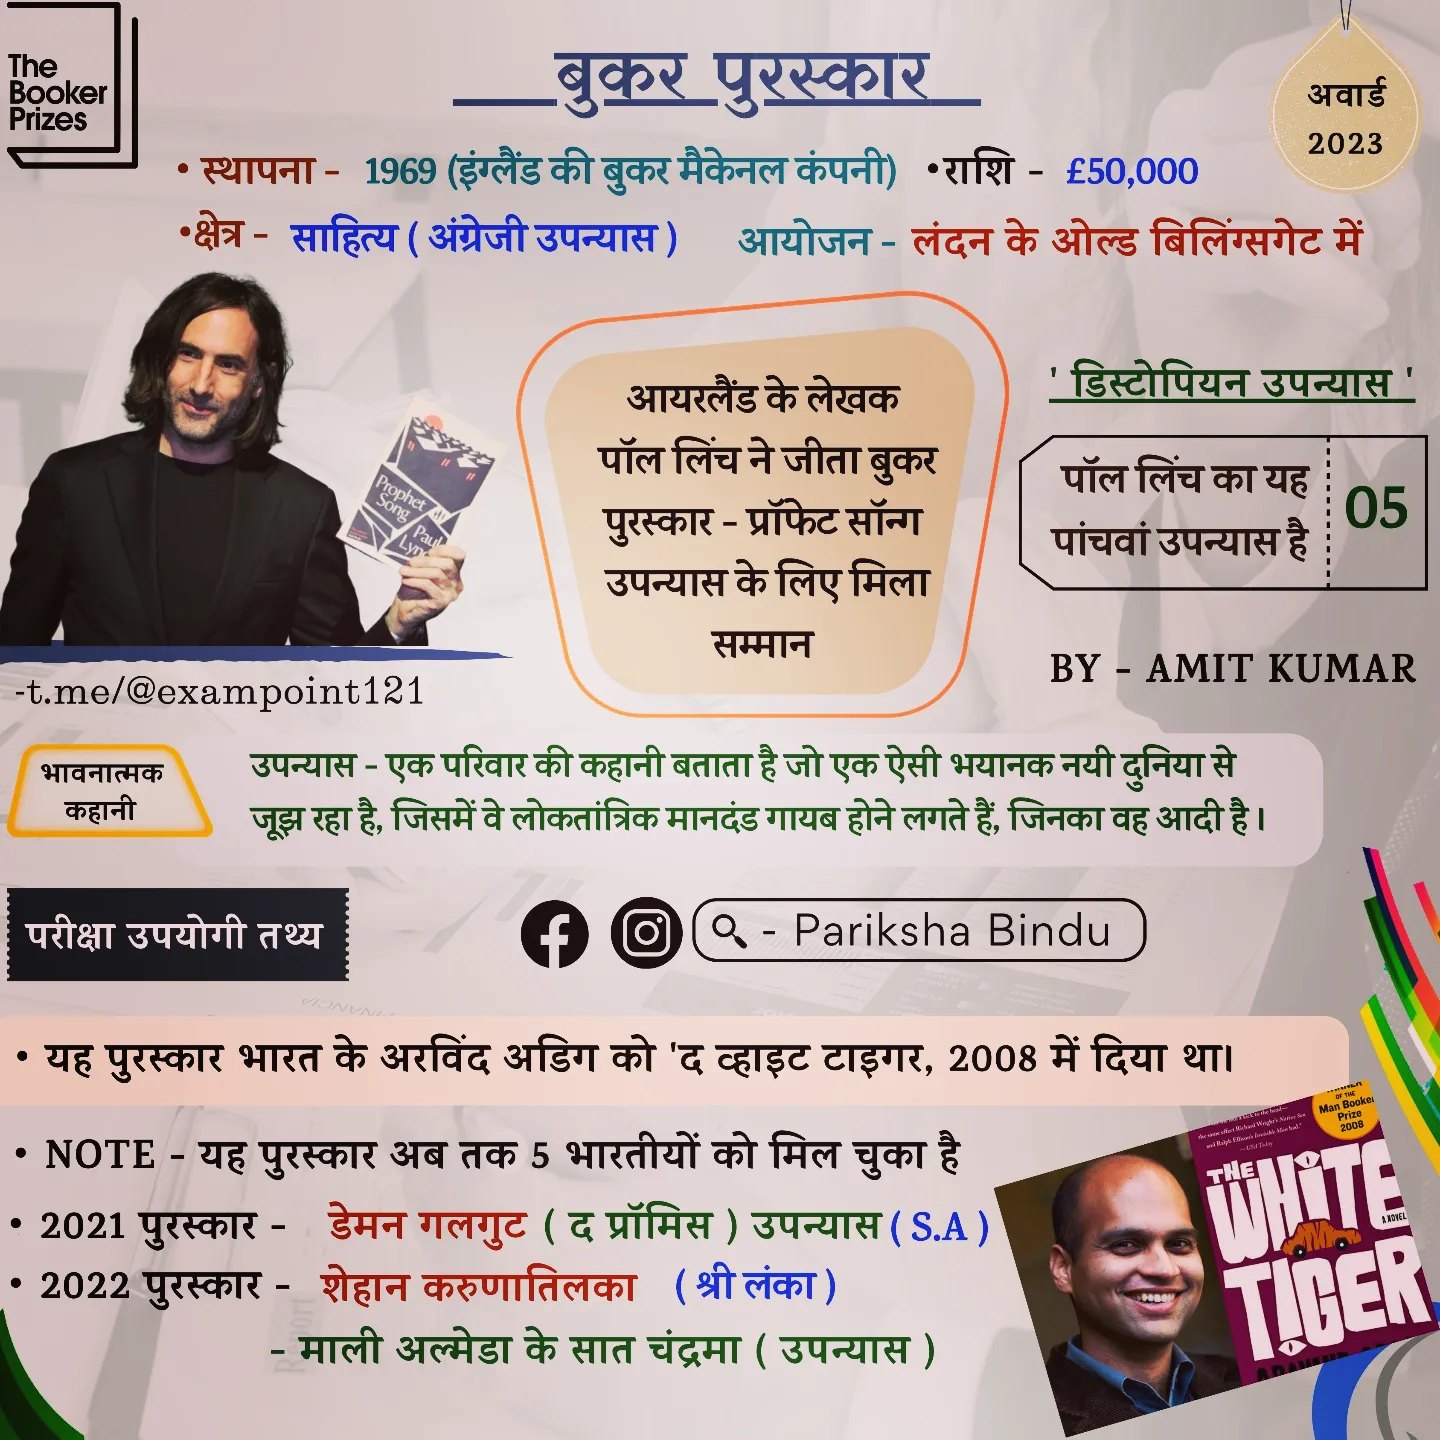 The
Booker
Prizes
बुकर पुरस्कार
अवार्ड
2023
• स्थापना - 1969 (इंग्लैंड की बुकर मैकेनल कंपनी) •राशि - £50,000
•क्षेत्र - साहित्य ( अंग्रेजी उपन्यास ) आयोजन - लंदन के ओल्ड बिलिंग्सगेट में
Prophet
Song
Paul
आयरलैंड के लेखक
पॉल लिंच ने जीता बुकर
पुरस्कार - प्रॉफेट सॉन्ग
उपन्यास के लिए मिला
सम्मान
' डिस्टोपियन उपन्यास '
पॉल लिंच का यह
पांचवां उपन्यास है
05
BY - AMIT KUMAR
-t.me/@exampoint121
भावनात्मक
कहानी
उपन्यास - एक परिवार की कहानी बताता है जो एक ऐसी भयानक नयी दुनिया से
जूझ रहा है, जिसमें वे लोकतांत्रिक मानदंड गायब होने लगते हैं, जिनका वह आदी है।
परीक्षा उपयोगी तथ्य
- Pariksha Bindu
• यह पुरस्कार भारत के अरविंद अडिग को 'द व्हाइट टाइगर, 2008 में दिया था।
• NOTE - यह पुरस्कार अब तक 5 भारतीयों को मिल चुका है
• 2021 पुरस्कार - डेमन गलगुट ( द प्रॉमिस ) उपन्यास ( S.A )
• 2022 पुरस्कार - शेहान करुणातिलका ( श्री लंका )
- माली अल्मेडा के सात चंद्रमा ( उपन्यास )
OF THE
Man Booker
Prize
2008
THE
WHITE
A NOVEL
TIGER